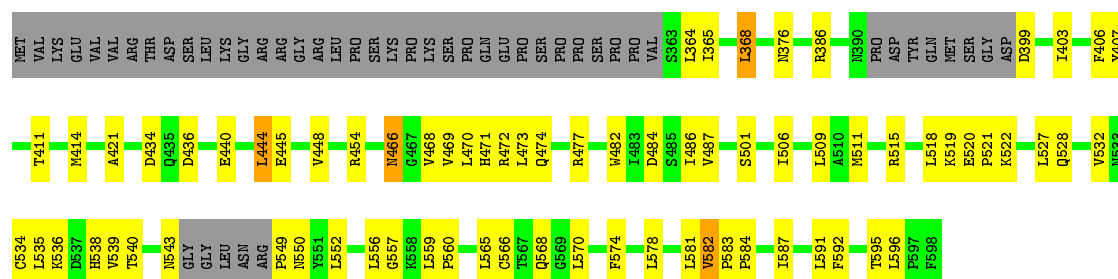 MET VAL LYS GLU VAL VAL ARG THR ASP SER LEU LYS GLY ARG ARG GLY ARG LEU PRO SER LYS PRO LYS SER PRO GLN GLU PRO SER PRO PRO SER PRO PRO VAL S363 L364 I365 L368 N376 R386 N390 PRO ASP TYR GLN MET SER GLY ASP D399 I403 F406 Y407
T411 M414 A421 D434 Q435 D436 E440 L444 E445 V448 R454 N466 G467 V468 V469 L470 H471 R472 L473 Q474 R477 W482 I483 D484 S485 I486 V487 S501 I506 L509 A510 M511 R515 L518 K519 E520 P521 K522 L527 Q528 V532 N533
C534 L535 K536 D537 H538 V539 T540 N543 GLY GLY LEU ASN ARG P549 N550 Y551 L552 L556 G557 K558 L559 P560 L565 C566 T567 Q568 G569 L570 F574 L578 L581 V582 P583 P584 I587 L591 F592 T595 L596 P597 F598